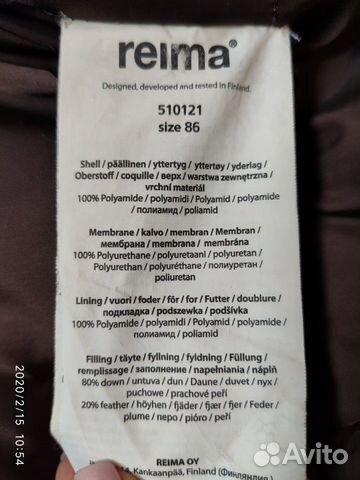 reima®
Designed, developed and tested in Finland.
510121
size 86
Shell / päällinen / yttertyg / yttertøy / yderlag /
Oberstoff / coquille / верх / warstwa zewnętrzna /
vrchní materiál
100% Polyamide / polyamidi / Polyamid / polyamide
/ полиамид / poliamid
Membrane / kalvo / membran / Membran /
мембрана / membrana / membrána
100% Polyurethane / polyuretaani / polyuretan /
Polyurethan / polyuréthane / полиуретан /
poliuretan
Lining / vuori / foder / fôr / for / Futter / doublure /
подкладка / podszewka / podšívka
100% Polyamide / polyamidi / Polyamid / polyamide
/ полиамид / poliamid
Filling / täyte / fyllning / fyldning / Füllung /
remplissage / заполнение / napełniania / náplň
80% down / untuva / dun / Daune / duvet / пух /
puchowe / prachové peří
20% feather / höyhen / fjäder / fjær / fjer / Feder /
plume / перо / pióro / peří
REIMA OY
14, Kankaanpää, Finland (Финляндия)
2020/2/15 10:54
Avito